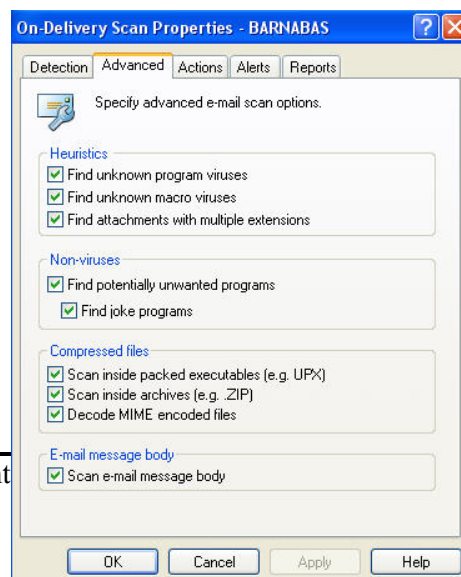 On-Delivery Scan Properties - BARNABAS
Detection Advanced Actions Alerts Reports
Specify advanced e-mail scan options.
Heuristics
Find unknown program viruses
Find unknown macro viruses
Find attachments with multiple extensions
Non-viruses
Find potentially unwanted programs
Find joke programs
Compressed files
Scan inside packed executables (e.g. UPX)
Scan inside archives (e.g. .ZIP)
Decode MIME encoded files
E-mail message body
Scan e-mail message body
OK Cancel Apply Help